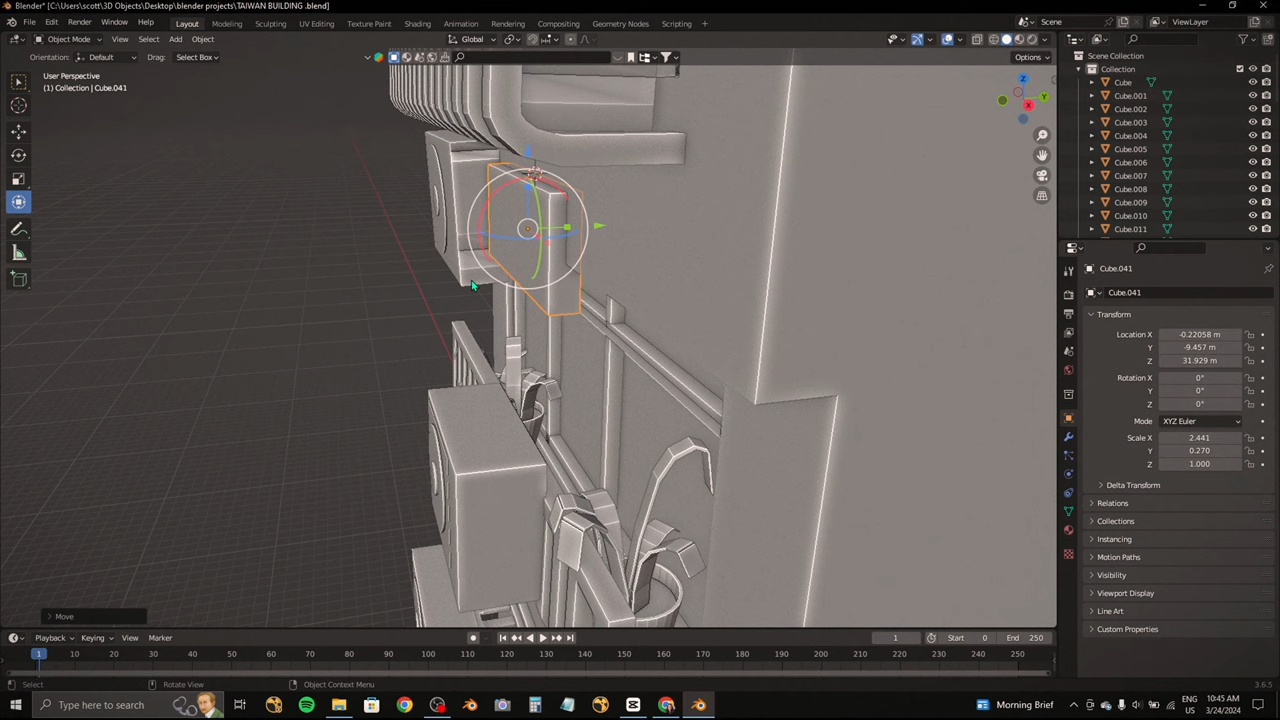 Blender* [C:\Users\scott\3D Objects\Desktop\blender projects\TAIWAN BUILDING .blend]
File Edit Render Window Help Layout Modeling Sculpting UV Editing Texture Paint Shading Animation Rendering Compositing Geometry Nodes Scripting + Scene ViewLayer
Object Mode View Select Add Object Global
Orientation: Default Drag: Select Box Options
User Perspective
(1) Collection | Cube.041
Z
Y
X
Scene Collection
Collection
Cube
Cube.001
Cube.002
Cube.003
Cube.004
Cube.005
Cube.006
Cube.007
Cube.008
Cube.009
Cube.010
Cube.011
Cube.041
Cube.041
Transform
Location X -0.22058 m
Y -9.457 m
Z 31.929 m
Rotation X 0°
Y 0°
Z 0°
Mode XYZ Euler
Scale X 2.441
Y 0.270
Z 1.000
Delta Transform
Relations
Collections
Instancing
Motion Paths
Visibility
Viewport Display
Line Art
Custom Properties
Move
Playback Keying View Marker 1 Start 0 End 250
1 10 20 30 40 50 60 70 80 90 100 110 120 130 140 150 160 170 180 190 200 210 220 230 240 250
Select Rotate View Object Context Menu 3.6.5
Type here to search Morning Brief ENG US 10:45 AM 3/24/2024